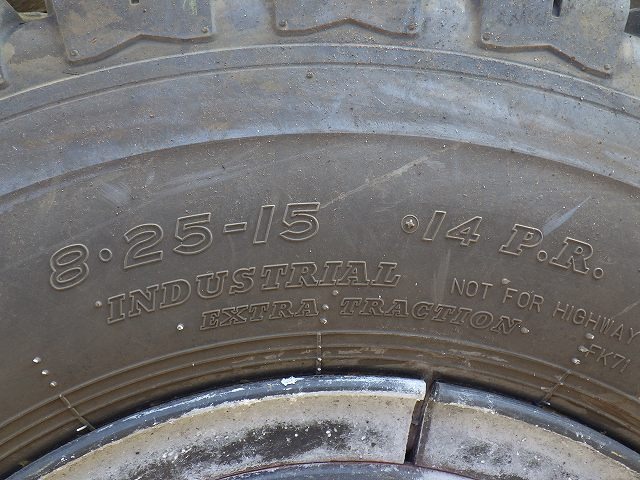 8·25-15 14 P.R.
INDUSTRIAL
EXTRA TRACTION
NOT FOR HIGHWAY
FK71